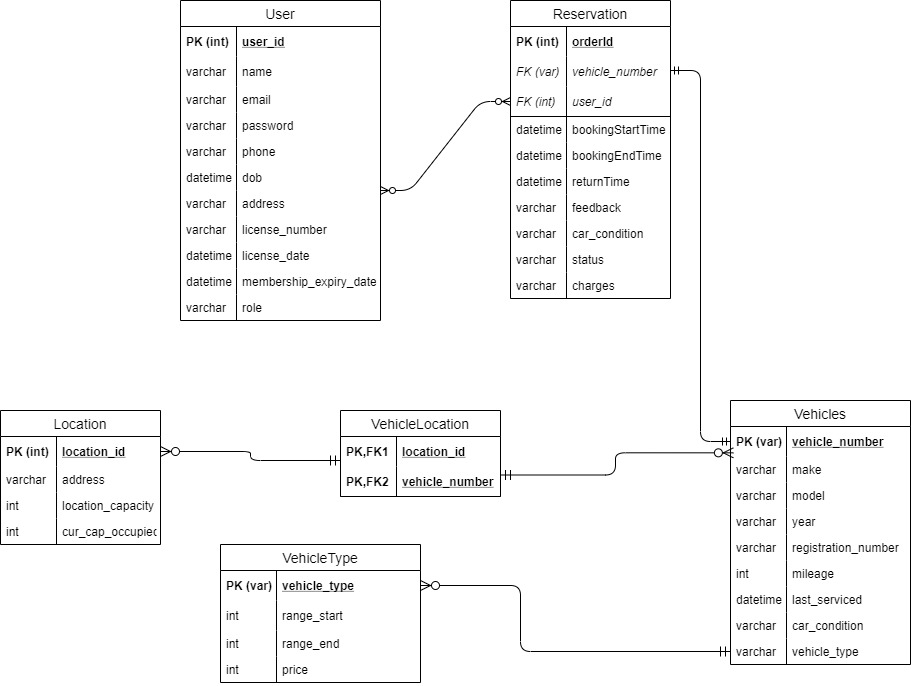 User
PK (int) user_id
varchar name
varchar email
varchar password
varchar phone
datetime dob
varchar address
varchar license_number
datetime license_date
datetime membership_expiry_date
varchar role
Reservation
PK (int) orderId
FK (var) vehicle_number
FK (int) user_id
datetime bookingStartTime
datetime bookingEndTime
datetime returnTime
varchar feedback
varchar car_condition
varchar status
varchar charges
Location
PK (int) location_id
varchar address
int location_capacity
int cur_cap_occupied
VehicleLocation
PK,FK1 location_id
PK,FK2 vehicle_number
Vehicles
PK (var) vehicle_number
varchar make
varchar model
varchar year
varchar registration_number
int mileage
datetime last_serviced
varchar car_condition
varchar vehicle_type
VehicleType
PK (var) vehicle_type
int range_start
int range_end
int price